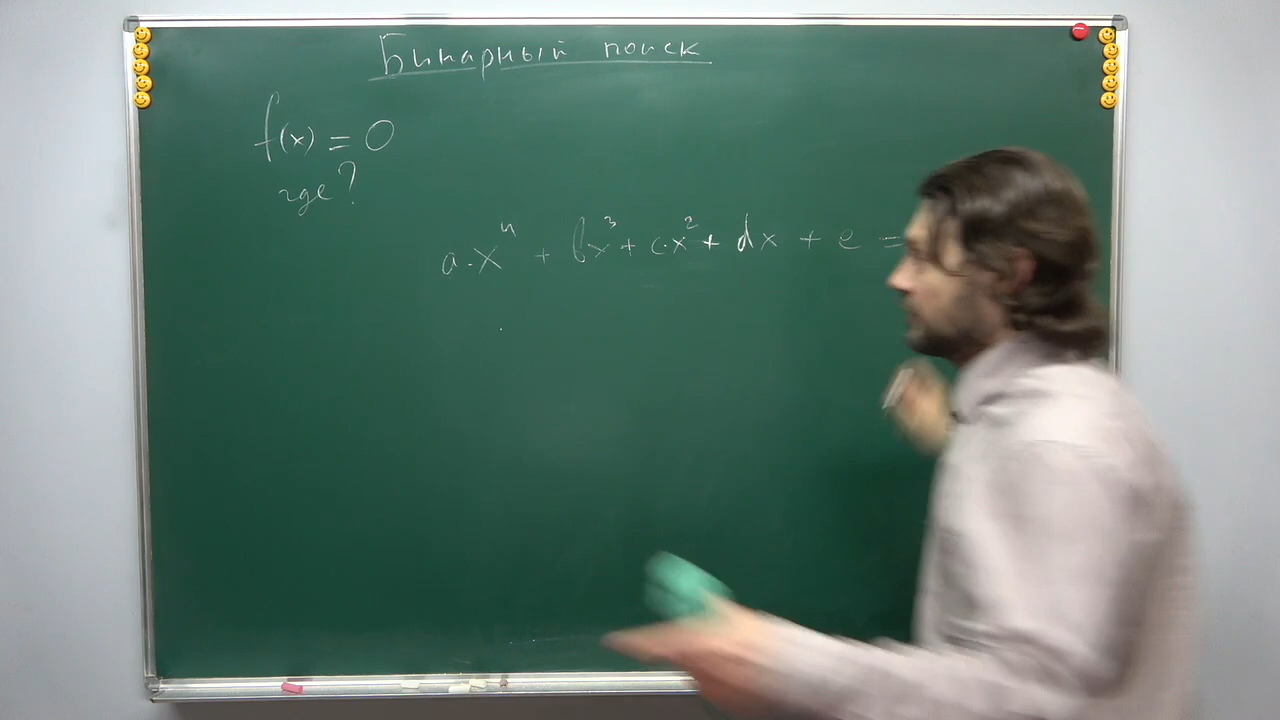 Бинарный поиск
f(x) = 0
где?
a·x⁴ + bx³ + c·x² + dx + e =